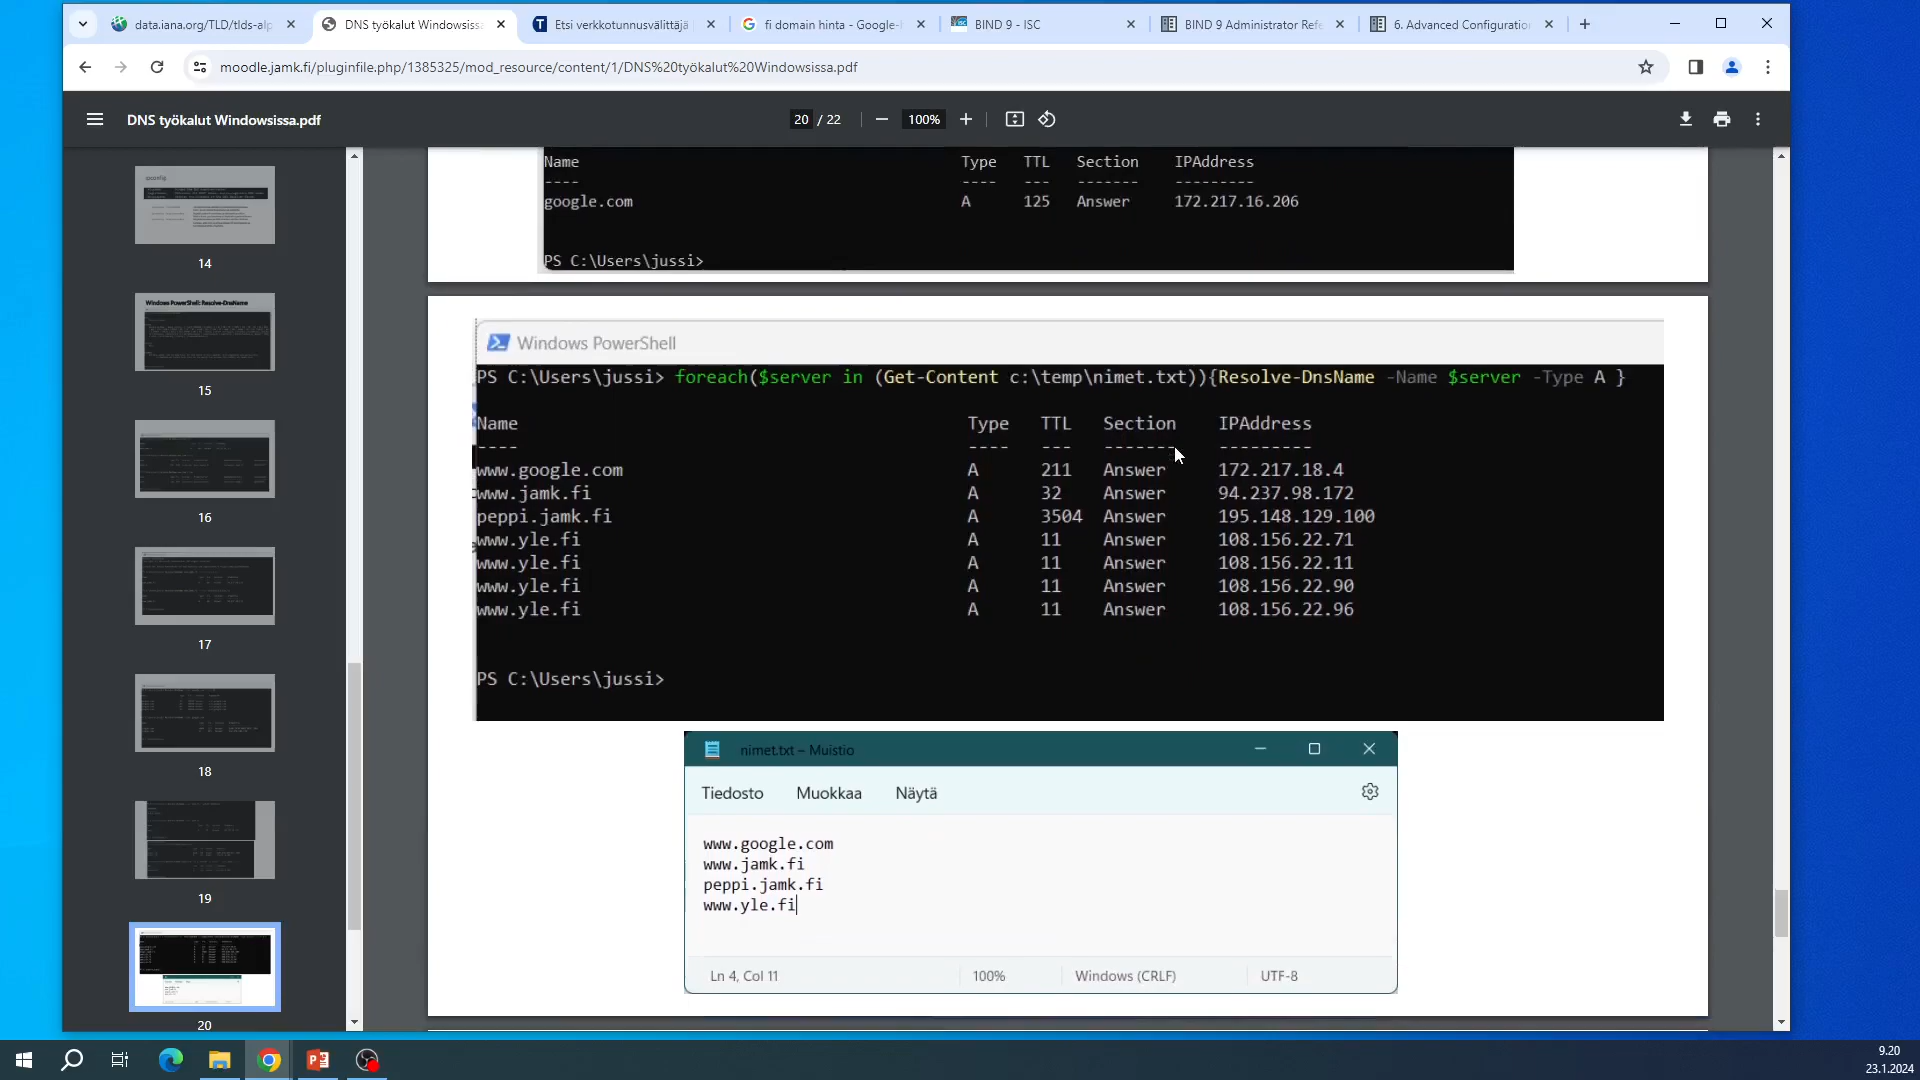 data.iana.org/TLD/tlds-alp
DNS työkalut Windowsissa
Etsi verkkotunnusvälittäjä
fi domain hinta - Google-
BIND 9 - ISC
BIND 9 Administrator Refe
6. Advanced Configuration
moodle.jamk.fi/pluginfile.php/1385325/mod_resource/content/1/DNS%20työkalut%20Windowsissa.pdf
DNS työkalut Windowsissa.pdf
20 / 22
100%
14
Windows PowerShell: Resolve-DnsName
15
16
17
18
19
20
Name Type TTL Section IPAddress
---- ---- --- ------- ---------
google.com A 125 Answer 172.217.16.206
PS C:\Users\jussi>
Windows PowerShell
PS C:\Users\jussi> foreach($server in (Get-Content c:\temp\nimet.txt)){Resolve-DnsName -Name $server -Type A }
Name Type TTL Section IPAddress
---- ---- --- ------- ---------
www.google.com A 211 Answer 172.217.18.4
www.jamk.fi A 32 Answer 94.237.98.172
peppi.jamk.fi A 3504 Answer 195.148.129.100
www.yle.fi A 11 Answer 108.156.22.71
www.yle.fi A 11 Answer 108.156.22.11
www.yle.fi A 11 Answer 108.156.22.90
www.yle.fi A 11 Answer 108.156.22.96
PS C:\Users\jussi>
nimet.txt – Muistio
Tiedosto Muokkaa Näytä
www.google.com
www.jamk.fi
peppi.jamk.fi
www.yle.fi
Ln 4, Col 11 100% Windows (CRLF) UTF-8
9.20
23.1.2024